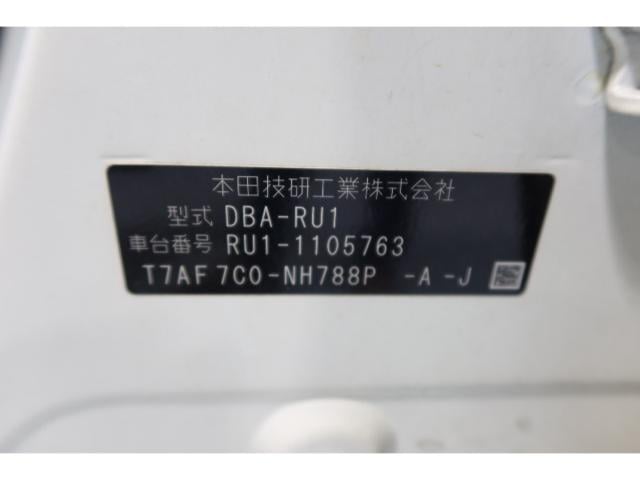 本田技研工業株式会社
型式 DBA-RU1
車台番号 RU1-1105763
T7AF 7C0-NH788P -A -J